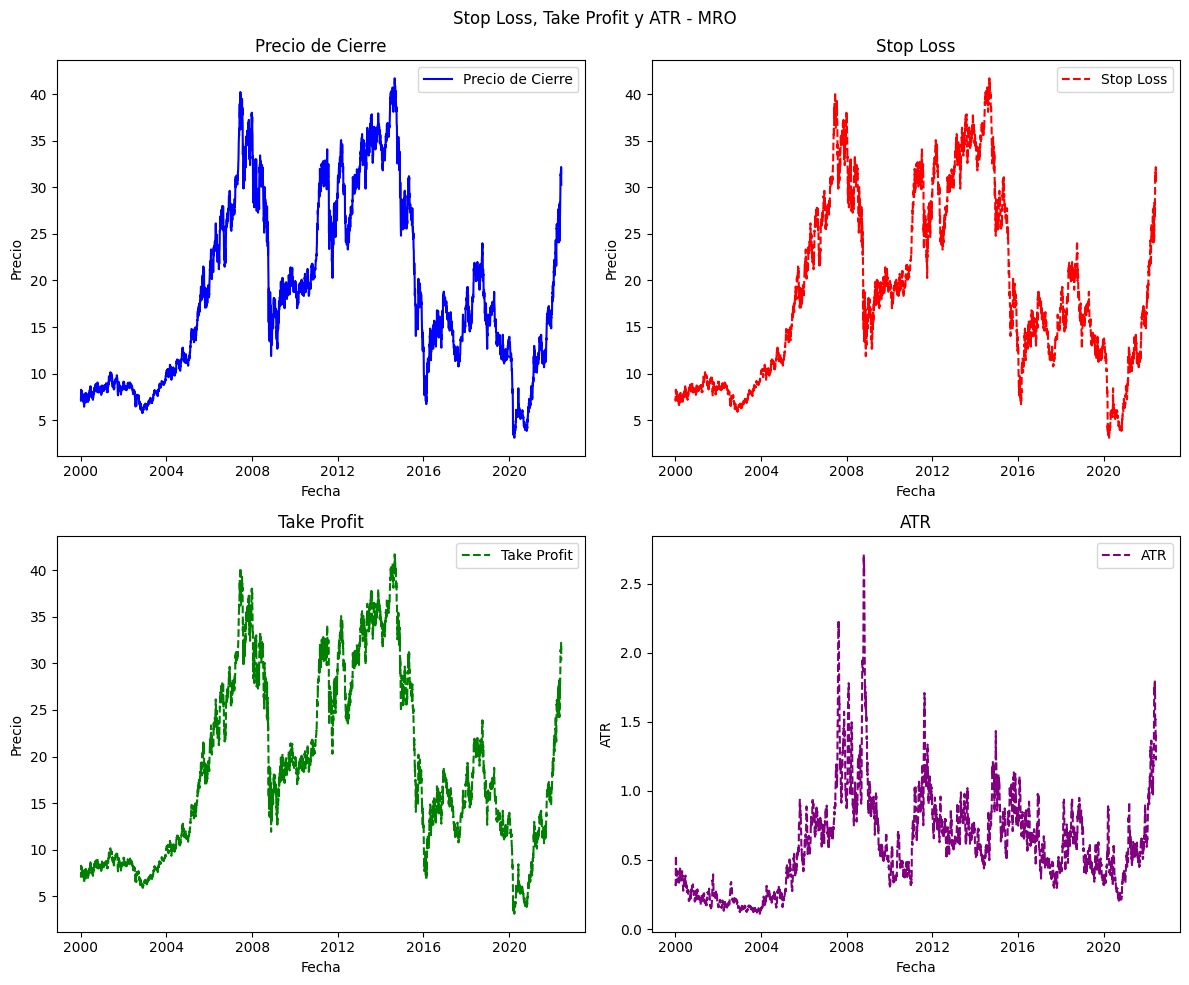 Stop Loss, Take Profit y ATR - MRO
Precio de Cierre
Precio de Cierre
Precio
40
35
30
25
20
15
10
5
2000 2004 2008 2012 2016 2020
Fecha
Stop Loss
Stop Loss
Precio
40
35
30
25
20
15
10
5
2000 2004 2008 2012 2016 2020
Fecha
Take Profit
Take Profit
Precio
40
35
30
25
20
15
10
5
2000 2004 2008 2012 2016 2020
Fecha
ATR
ATR
ATR
2.5
2.0
1.5
1.0
0.5
0.0
2000 2004 2008 2012 2016 2020
Fecha